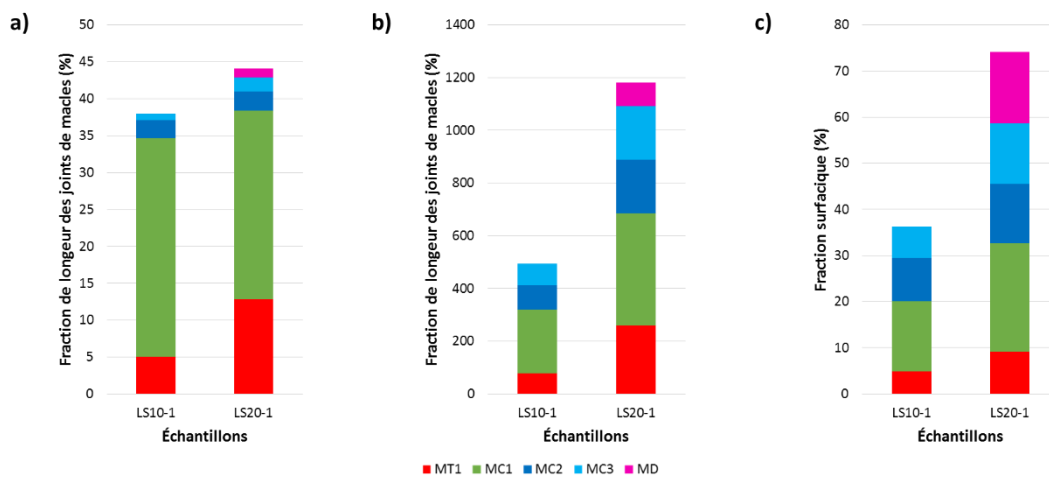 a)
Fraction de longeur des joints de macles (%)
50
45
40
35
30
25
20
15
10
5
0
LS10-1 LS20-1
Échantillons
b)
Fraction de longeur des joints de macles (%)
1400
1200
1000
800
600
400
200
0
LS10-1 LS20-1
Échantillons
c)
Fraction surfacique (%)
80
70
60
50
40
30
20
10
0
LS10-1 LS20-1
Échantillons
MT1 MC1 MC2 MC3 MD